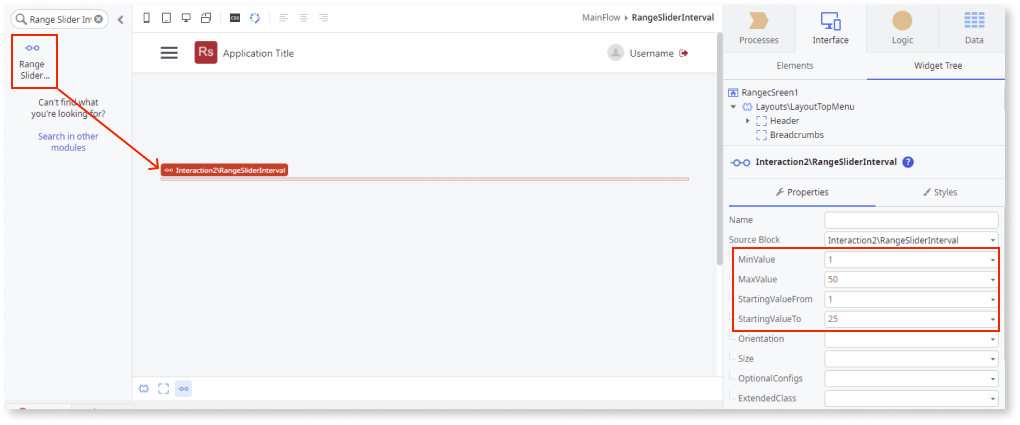 Range Slider Int
Range
Slider...
Can't find what
you're looking for?
Search in other
modules
CSS
MainFlow ▸ RangeSliderInterval
Rs Application Title
Username
Interaction2\RangeSliderInterval
Processes
Interface
Logic
Data
Elements
Widget Tree
RangecSreen1
Layouts\LayoutTopMenu
Header
Breadcrumbs
Interaction2\RangeSliderInterval ?
Properties
Styles
Name
Source Block Interaction2\RangeSliderInterval
MinValue 1
MaxValue 50
StartingValueFrom 1
StartingValueTo 25
Orientation
Size
OptionalConfigs
ExtendedClass